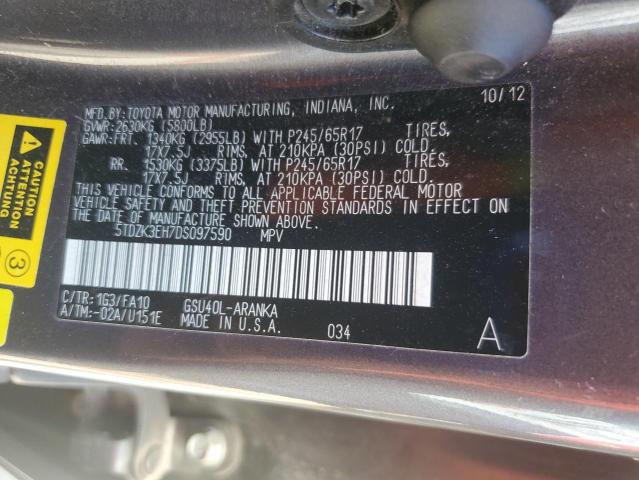 MFD.BY:TOYOTA MOTOR MANUFACTURING, INDIANA, INC. 10/12
GVWR:2630KG (5800LB)
GAWR:FRT. 1340KG (2955LB) WITH P245/65R17 TIRES,
17X7.5J RIMS, AT 210KPA (30PSI) COLD.
RR. 1530KG (3375LB) WITH P245/65R17 TIRES,
17X7.5J RIMS, AT 210KPA (30PSI) COLD.
THIS VEHICLE CONFORMS TO ALL APPLICABLE FEDERAL MOTOR
VEHICLE SAFETY AND THEFT PREVENTION STANDARDS IN EFFECT ON
THE DATE OF MANUFACTURE SHOWN ABOVE.
5TDZK3EH7DS097590 MPV
C/TR:1G3/FA10 GSU40L-ARANKA
A/TM:-02A/U151E MADE IN U.S.A. 034 A
CAUTION
ATTENTION
ACHTUNG
3